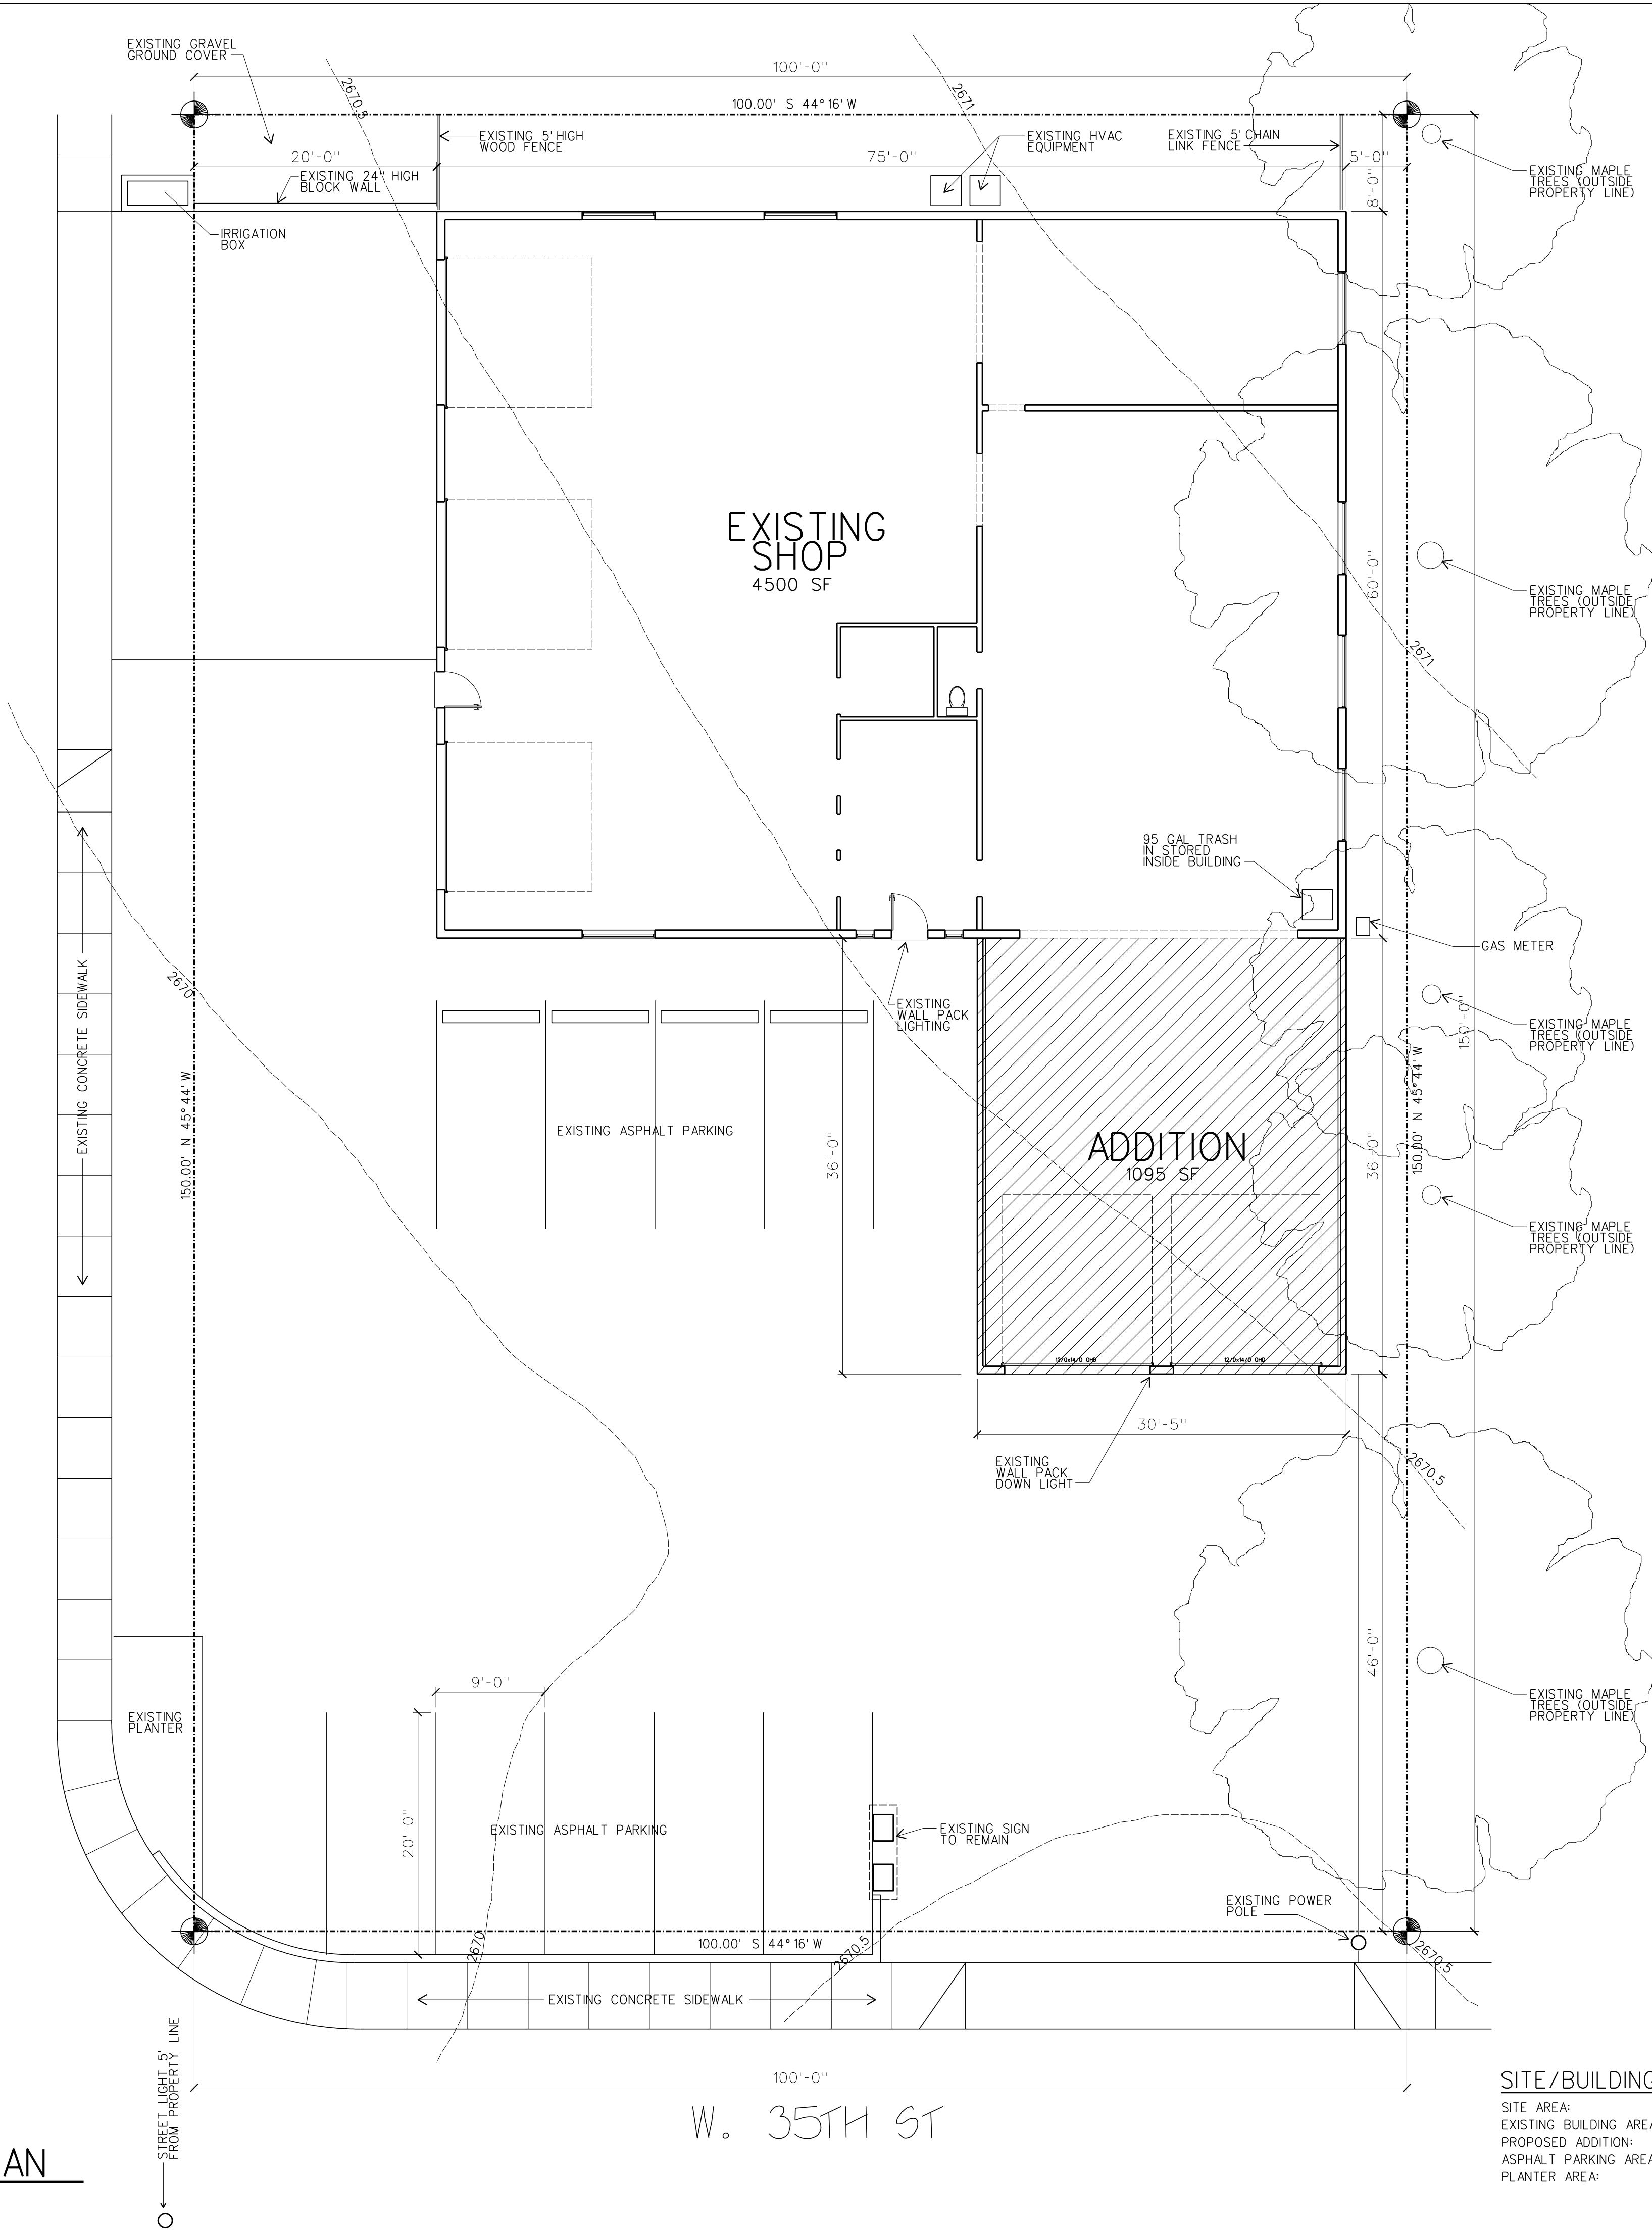 EXISTING GRAVEL
GROUND COVER
100'-0"
2670.5
2671
100.00' S 44°16' W
EXISTING 5' HIGH
WOOD FENCE
EXISTING HVAC
EQUIPMENT
EXISTING 5' CHAIN
LINK FENCE
20'-0"
75'-0"
5'-0"
8'-0"
EXISTING 24" HIGH
BLOCK WALL
EXISTING MAPLE
TREES (OUTSIDE
PROPERTY LINE)
IRRIGATION
BOX
EXISTING
SHOP
4500 SF
60'-0"
EXISTING MAPLE
TREES (OUTSIDE
PROPERTY LINE)
2671
95 GAL TRASH
IN STORED
INSIDE BUILDING
GAS METER
2670
EXISTING CONCRETE SIDEWALK
150.00' N 45°44' W
EXISTING
WALL PACK
LIGHTING
EXISTING MAPLE
TREES (OUTSIDE
PROPERTY LINE)
150'-0"
150.00' N 45°44' W
EXISTING ASPHALT PARKING
36'-0"
ADDITION
1095 SF
36'-0"
EXISTING MAPLE
TREES (OUTSIDE
PROPERTY LINE)
12/0x14/0 OHD
12/0x14/0 OHD
30'-5"
EXISTING
WALL PACK
DOWN LIGHT
2670.5
46'-0"
9'-0"
EXISTING
PLANTER
EXISTING MAPLE
TREES (OUTSIDE
PROPERTY LINE)
20'-0"
EXISTING ASPHALT PARKING
EXISTING SIGN
TO REMAIN
EXISTING POWER
POLE
2670
100.00' S 44°16' W
2670.5
2670.5
EXISTING CONCRETE SIDEWALK
STREET LIGHT 5'
FROM PROPERTY LINE
100'-0"
W. 35TH ST
SITE/BUILDING
SITE AREA:
EXISTING BUILDING AREA
PROPOSED ADDITION:
ASPHALT PARKING AREA
PLANTER AREA:
AN